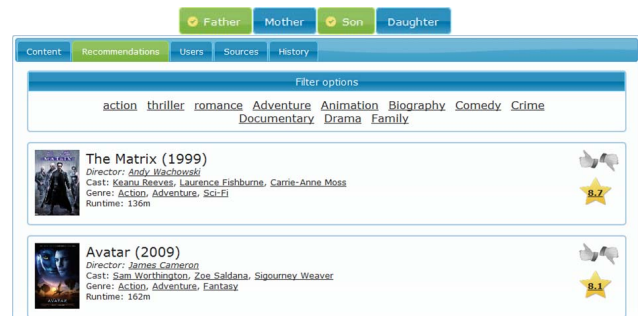 Father Mother Son Daughter
Content Recommendations Users Sources History
Filter options
action thriller romance Adventure Animation Biography Comedy Crime
Documentary Drama Family
The Matrix (1999)
Director: Andy Wachowski
Cast: Keanu Reeves, Laurence Fishburne, Carrie-Anne Moss
Genre: Action, Adventure, Sci-Fi
Runtime: 136m
8.7
Avatar (2009)
Director: James Cameron
Cast: Sam Worthington, Zoe Saldana, Sigourney Weaver
Genre: Action, Adventure, Fantasy
Runtime: 162m
8.1
AVATAR